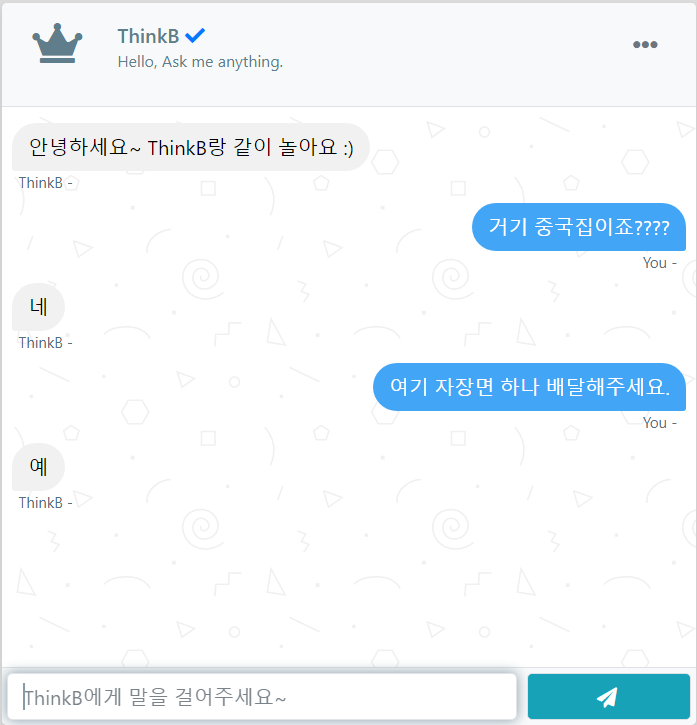 ThinkB
Hello, Ask me anything.
안녕하세요~ ThinkB랑 같이 놀아요 :)
ThinkB -
거기 중국집이죠????
You -
네
ThinkB -
여기 자장면 하나 배달해주세요.
You -
예
ThinkB -
ThinkB에게 말을 걸어주세요~